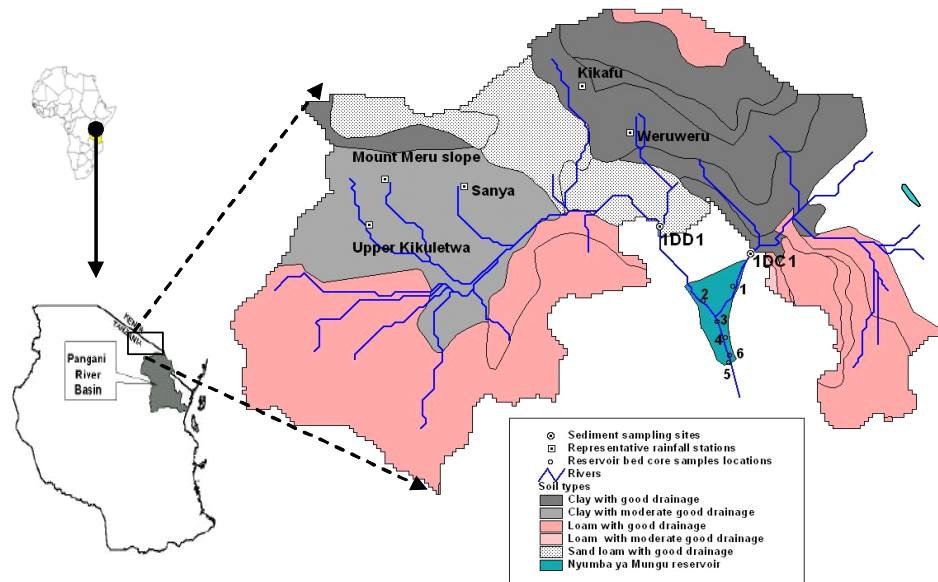 Kikafu
Weruweru
Mount Meru slope
Sanya
Upper Kikuletwa
1DD1
1DC1
1
2
3
4
6
5
KENYA
TANZANIA
Pangani
River
Basin
Sediment sampling sites
Representative rainfall stations
Reservoir bed core samples locations
Rivers
Soil types
Clay with good drainage
Clay with moderate good drainage
Loam with good drainage
Loam with moderate good drainage
Sand loam with good drainage
Nyumba ya Mungu reservoir